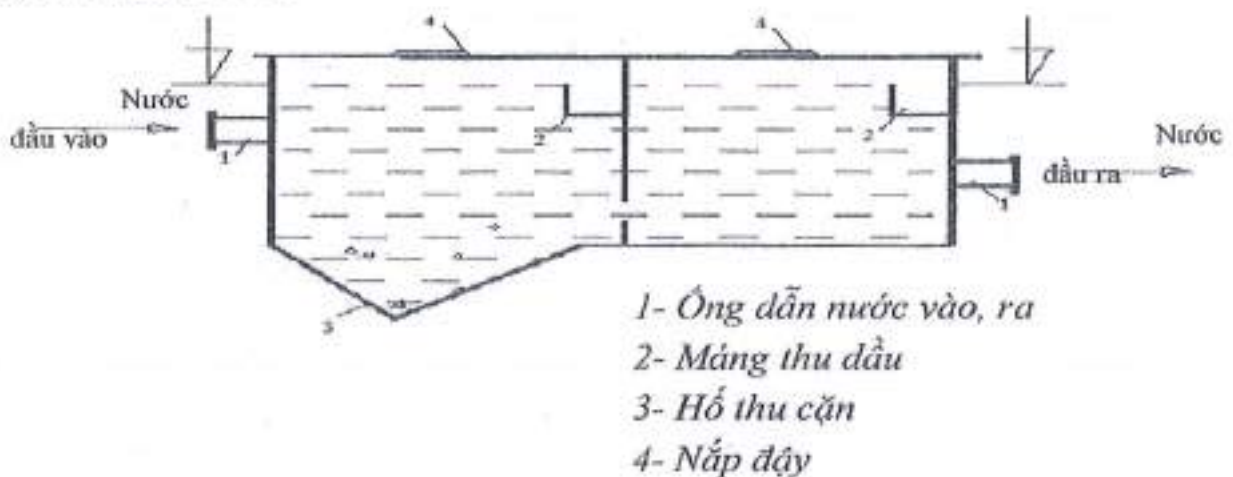 4 4
Nước
đầu vào
1
2
2
Nước
đầu ra
1
3
1- Ống dẫn nước vào, ra
2- Máng thu dầu
3- Hố thu cặn
4- Nắp đậy